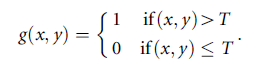 g(x, y) = { 1 if(x, y)> T
0 if(x, y) ≤ T .